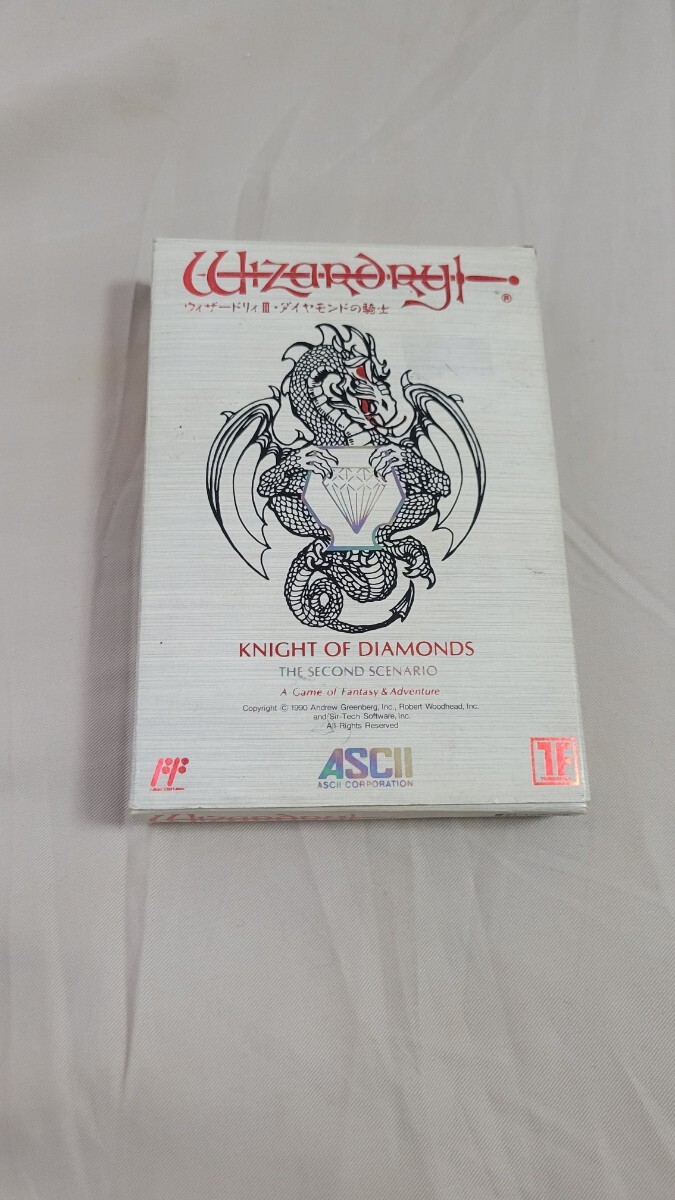 Wizardry
®
ウィザードリィIII・ダイヤモンドの騎士
KNIGHT OF DIAMONDS
THE SECOND SCENARIO
A Game of Fantasy & Adventure
Copyright © 1990 Andrew Greenberg, Inc., Robert Woodhead, Inc.
and Sir-Tech Software, Inc.
All Rights Reserved
ASCII
ASCII CORPORATION
TF
Wizardry